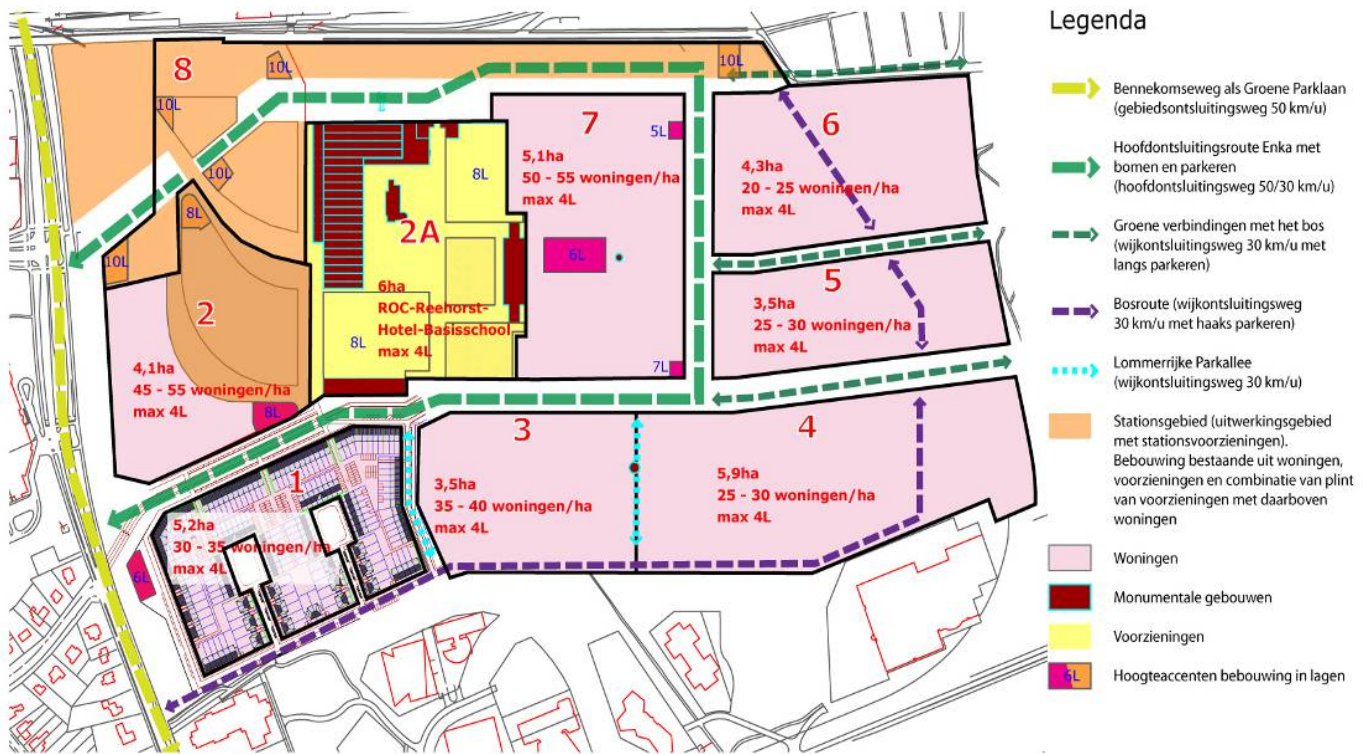 8
10L
10L
10L
10L
8L
10L
2
4,1ha
45 - 55 woningen/ha
max 4L
8L
2A
8L
6ha
ROC-Reehorst-
Hotel-Basisschool
max 4L
8L
7
5L
5,1ha
50 - 55 woningen/ha
max 4L
6L
7L
6
4,3ha
20 - 25 woningen/ha
max 4L
5
3,5ha
25 - 30 woningen/ha
max 4L
3
3,5ha
35 - 40 woningen/ha
max 4L
4
5,9ha
25 - 30 woningen/ha
max 4L
1
5,2ha
30 - 35 woningen/ha
max 4L
6L
Legenda
Bennekomseweg als Groene Parklaan
(gebiedsontsluitingsweg 50 km/u)
Hoofdontsluitingsroute Enka met
bomen en parkeren
(hoofdontsluitingsweg 50/30 km/u)
Groene verbindingen met het bos
(wijkontsluitingsweg 30 km/u met
langs parkeren)
Bosroute (wijkontsluitingsweg
30 km/u met haaks parkeren)
Lommerrijke Parkallee
(wijkontsluitingsweg 30 km/u)
Stationsgebied (uitwerkingsgebied
met stationsvoorzieningen).
Bebouwing bestaande uit woningen,
voorzieningen en combinatie van plint
van voorzieningen met daarboven
woningen
Woningen
Monumentale gebouwen
Voorzieningen
6L
Hoogteaccenten bebouwing in lagen